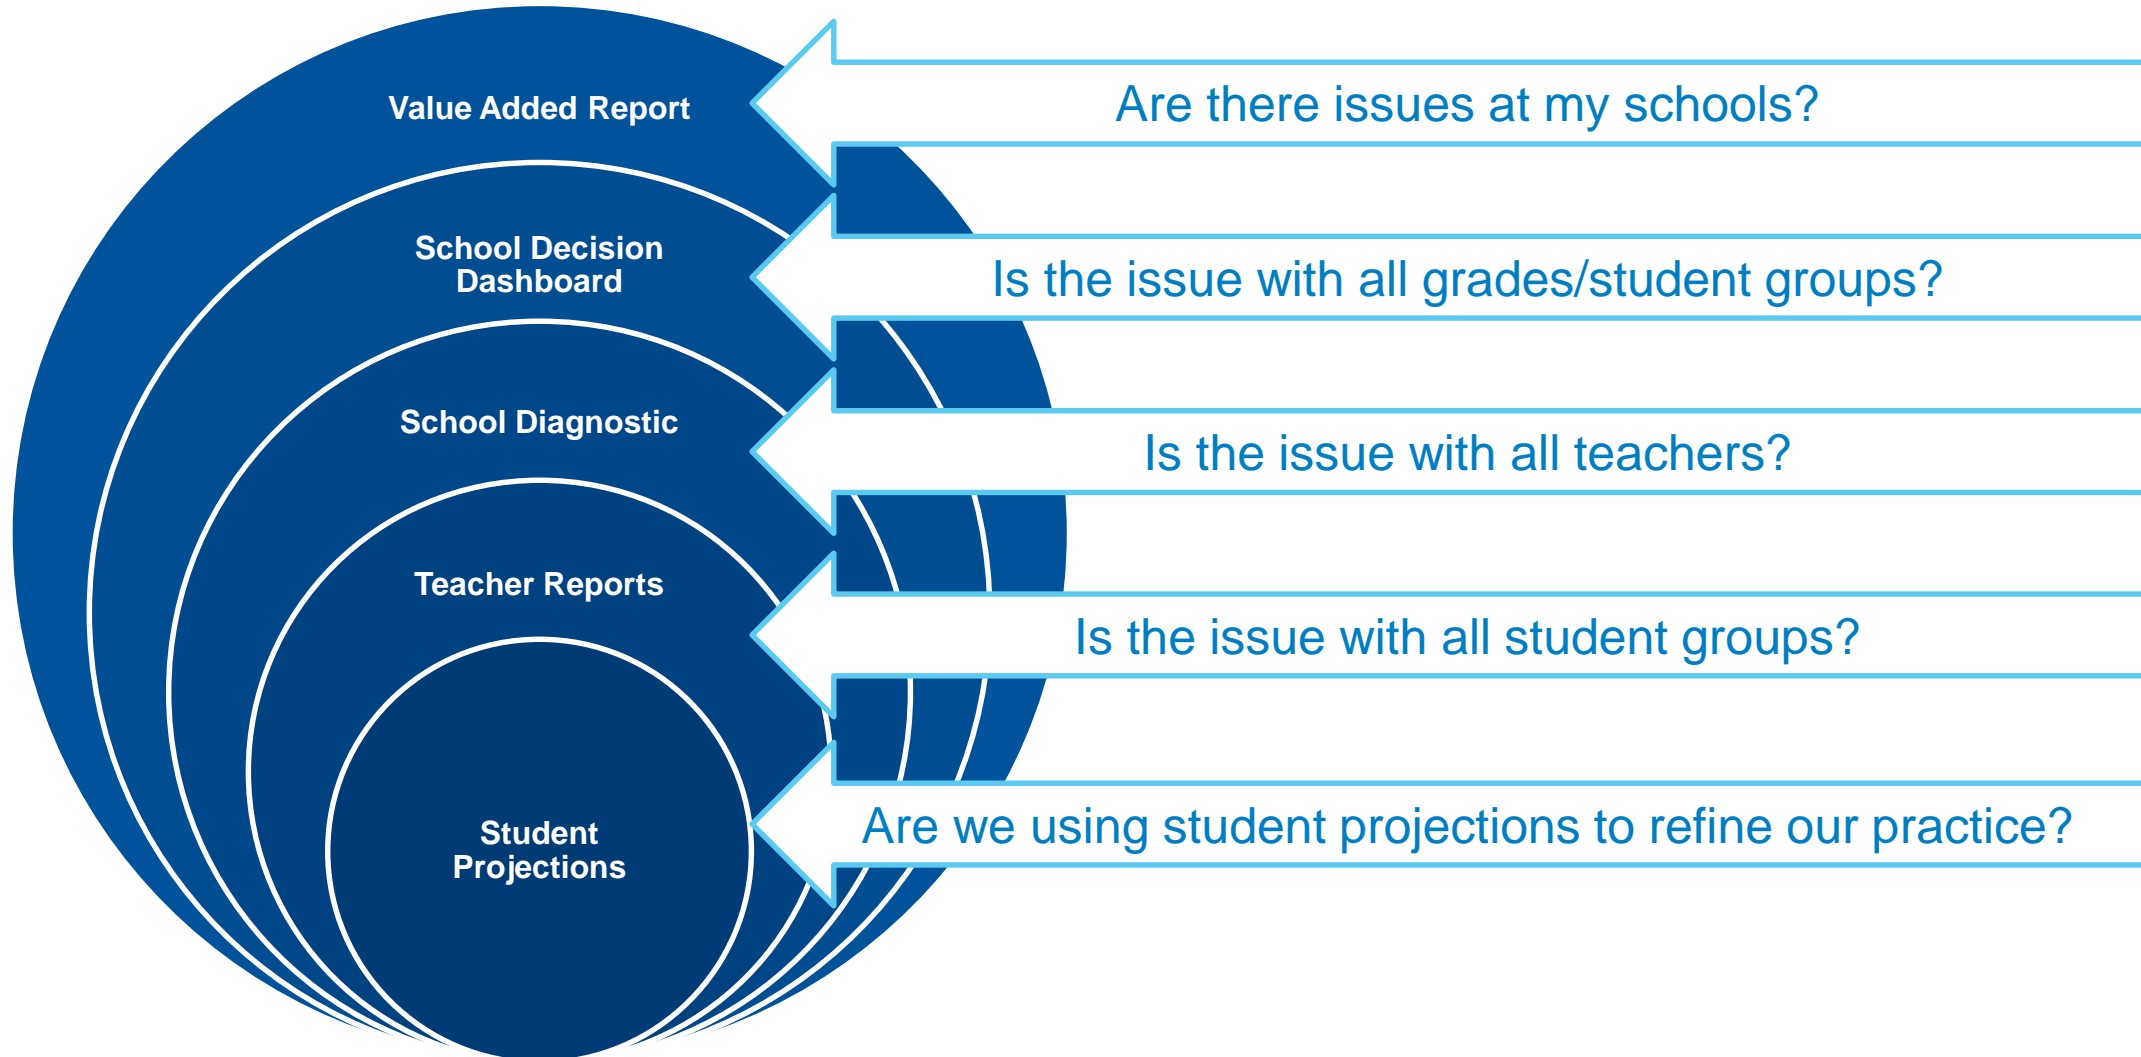 Value Added Report
Are there issues at my schools?
School Decision
Dashboard
Is the issue with all grades/student groups?
School Diagnostic
Is the issue with all teachers?
Teacher Reports
Is the issue with all student groups?
Student
Projections
Are we using student projections to refine our practice?